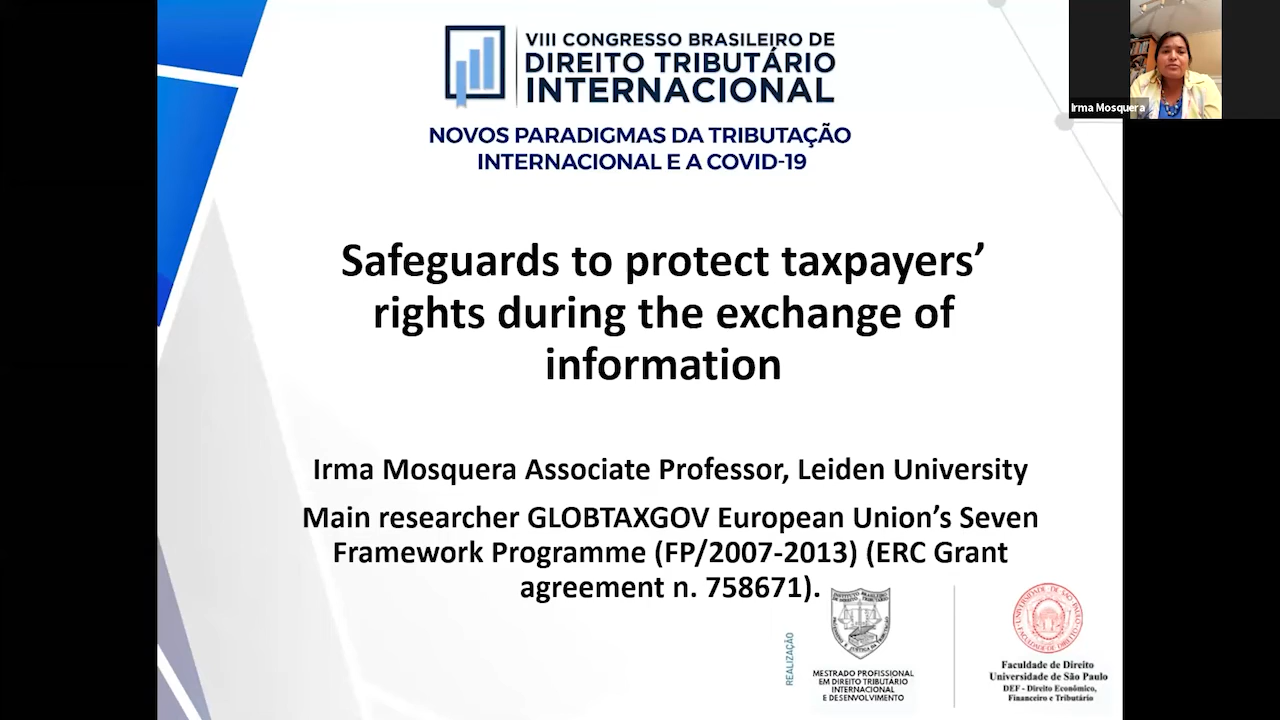 VIII CONGRESSO BRASILEIRO DE
DIREITO TRIBUTÁRIO
INTERNACIONAL
NOVOS PARADIGMAS DA TRIBUTAÇÃO
INTERNACIONAL E A COVID-19
Irma Mosquera
Safeguards to protect taxpayers’
rights during the exchange of
information
Irma Mosquera Associate Professor, Leiden University
Main researcher GLOBTAXGOV European Union’s Seven
Framework Programme (FP/2007-2013) (ERC Grant
agreement n. 758671).
REALIZAÇÃO
MESTRADO PROFISSIONAL
EM DIREITO TRIBUTÁRIO
INTERNACIONAL
E DESENVOLVIMENTO
Faculdade de Direito
Universidade de São Paulo
DEF - Direito Econômico,
Financeiro e Tributário